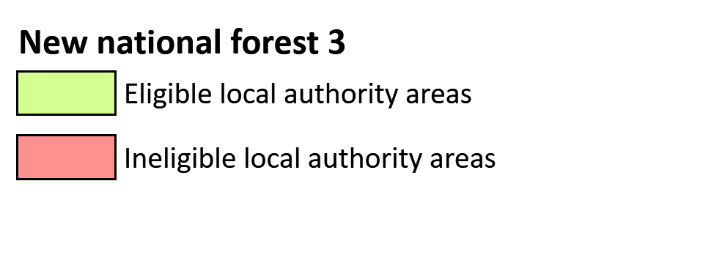 New national forest 3
Eligible local authority areas
Ineligible local authority areas